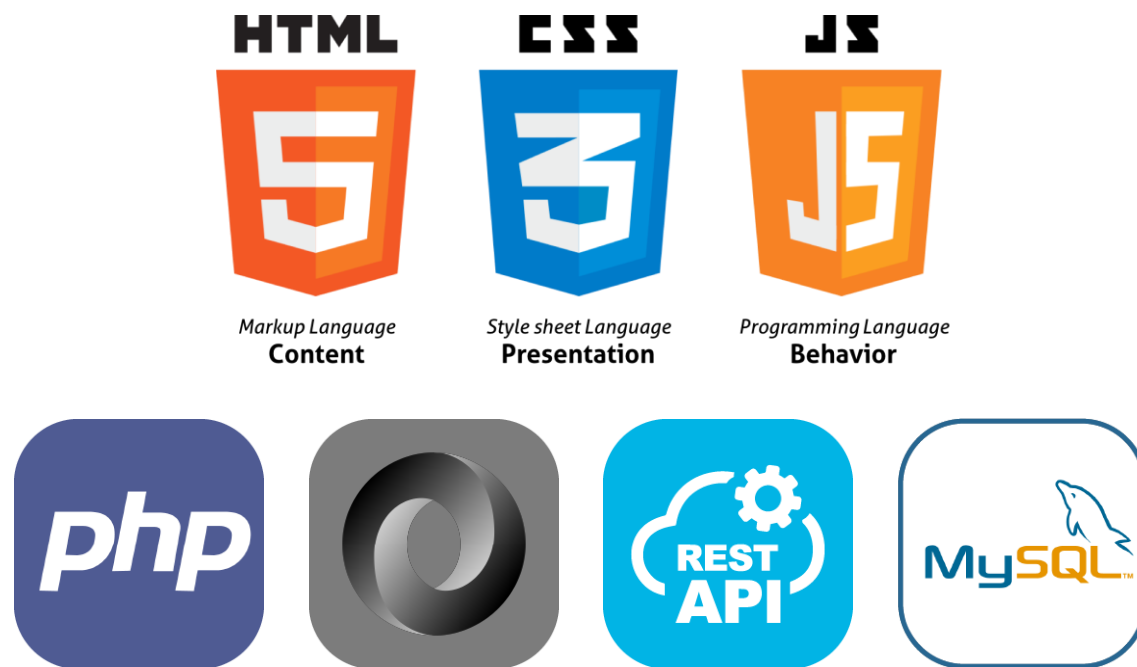 HTML CSS JS
5 3 JS
Markup Language Style sheet Language Programming Language
Content Presentation Behavior
php REST API MySQL™